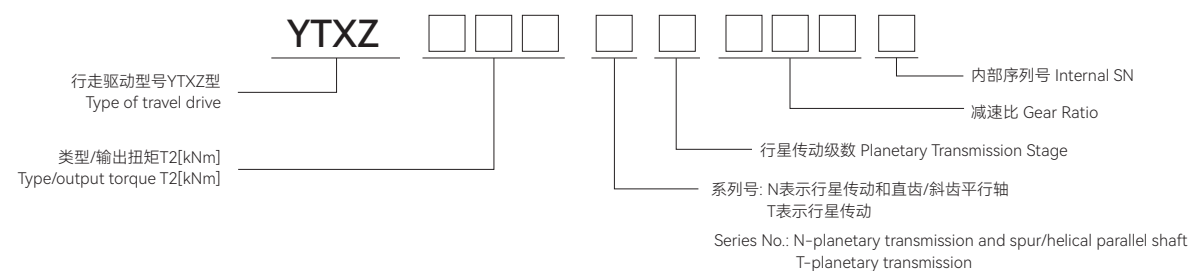 YTXZ □□□ □ □ □□□ □
行走驱动型号YTXZ型
Type of travel drive
类型/输出扭矩T2[kNm]
Type/output torque T2[kNm]
内部序列号 Internal SN
减速比 Gear Ratio
行星传动级数 Planetary Transmission Stage
系列号: N表示行星传动和直齿/斜齿平行轴
T表示行星传动
Series No.: N-planetary transmission and spur/helical parallel shaft
T-planetary transmission